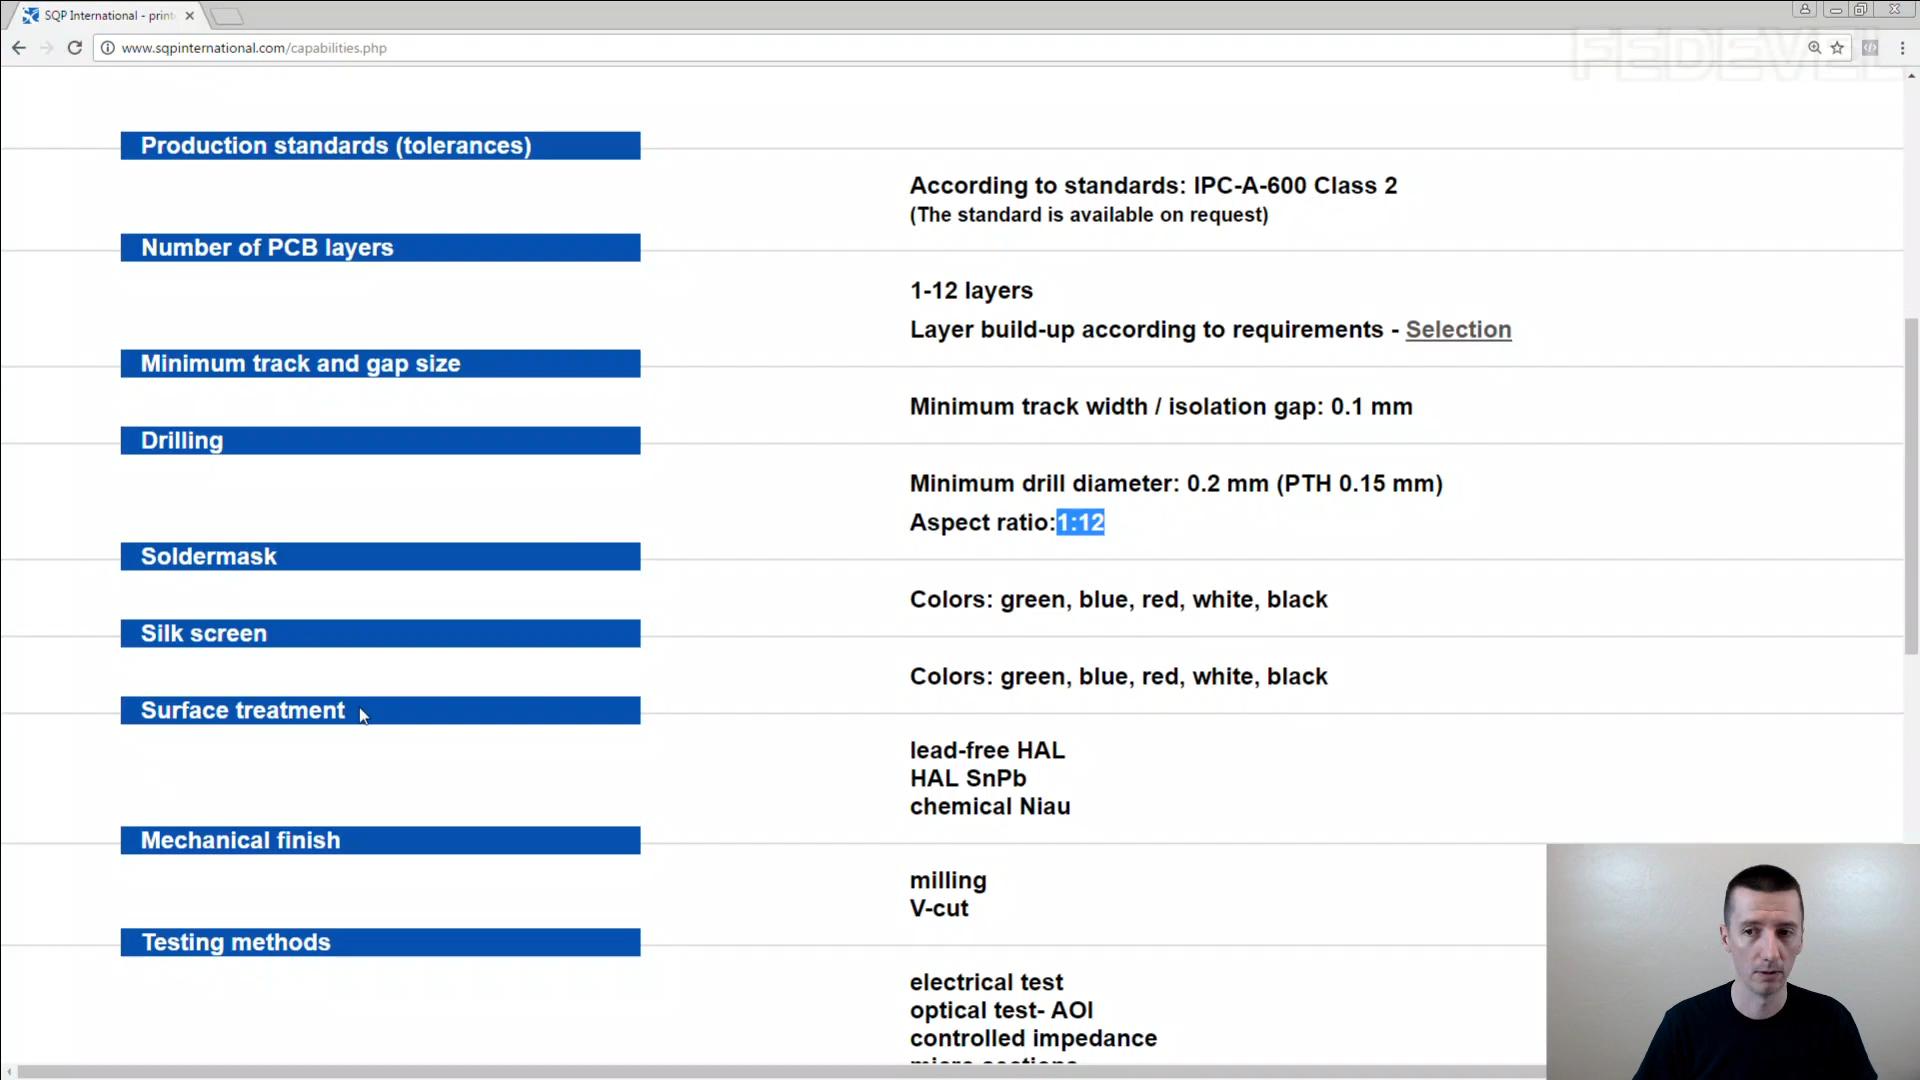 SQP International - print
www.sqpinternational.com/capabilities.php
FEDEVEL
Production standards (tolerances)
According to standards: IPC-A-600 Class 2
(The standard is available on request)
Number of PCB layers
1-12 layers
Layer build-up according to requirements - Selection
Minimum track and gap size
Minimum track width / isolation gap: 0.1 mm
Drilling
Minimum drill diameter: 0.2 mm (PTH 0.15 mm)
Aspect ratio:1:12
Soldermask
Colors: green, blue, red, white, black
Silk screen
Colors: green, blue, red, white, black
Surface treatment
lead-free HAL
HAL SnPb
chemical Niau
Mechanical finish
milling
V-cut
Testing methods
electrical test
optical test- AOI
controlled impedance